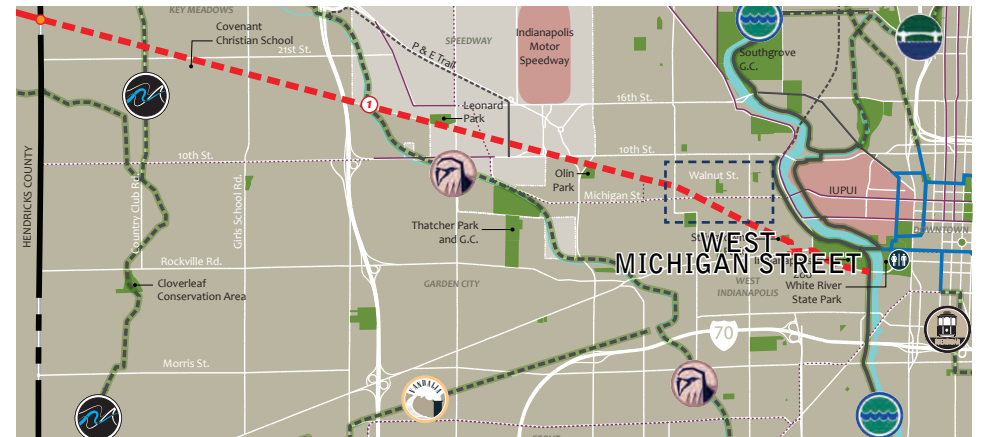 KEY MEADOWS
Covenant
Christian School
21st St.
SPEEDWAY
P & E Trail
Indianapolis
Motor
Speedway
Southgrove
G.C.
1
Leonard
Park
16th St.
10th St.
10th St.
HENDRICKS COUNTY
Country Club Rd.
Girls School Rd.
Olin
Park
Michigan St.
Walnut St.
IUPUI
DOWNTOWN
Thatcher Park
and G.C.
WEST
MICHIGAN STREET
Rockville Rd.
Cloverleaf
Conservation Area
GARDEN CITY
WEST
INDIANAPOLIS
White River
State Park
70
Morris St.
VANDALIA